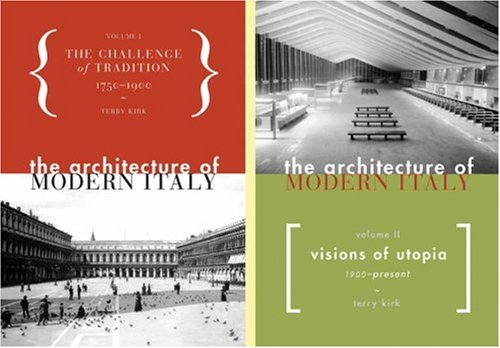 VOLUME I
THE CHALLENGE
of TRADITION
1750–1900
~
TERRY KIRK
the architecture of
MODERN ITALY
the architecture of
MODERN ITALY
volume II
visions of utopia
1900–present
~
terry kirk